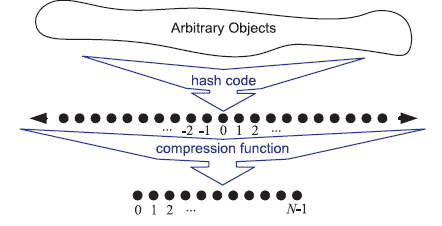 Arbitrary Objects
hash code
... -2 -1 0 1 2 ...
compression function
0 1 2 ... N-1